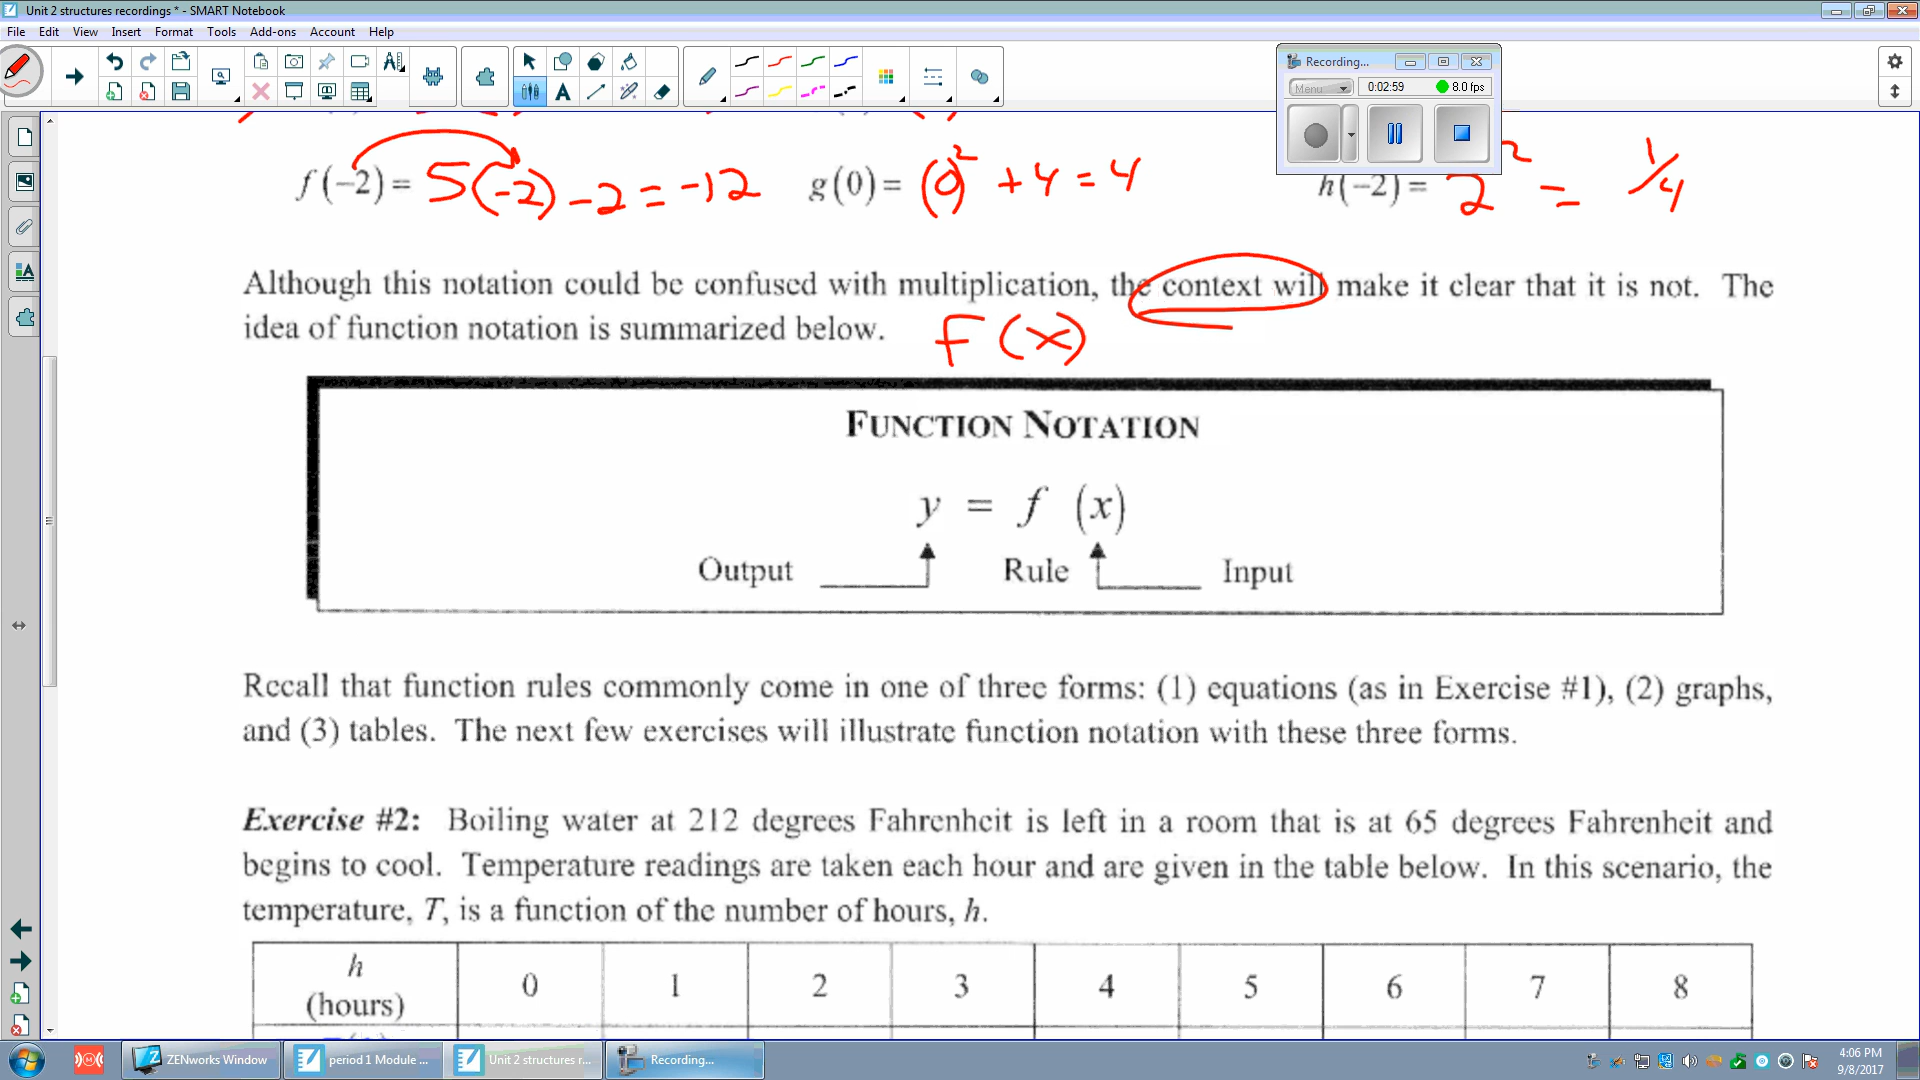 Unit 2 structures recordings * - SMART Notebook
File Edit View Insert Format Tools Add-ons Account Help
Recording...
Menu 0:02:59 8.0 fps
f(−2)= 5(-2)-2=-12 g(0)= (0)² +4=4 h(−2)= 2 ² = 1/4
Although this notation could be confused with multiplication, the context will make it clear that it is not. The
idea of function notation is summarized below. F(x)
FUNCTION NOTATION
y = f (x)
Output Rule Input
Recall that function rules commonly come in one of three forms: (1) equations (as in Exercise #1), (2) graphs,
and (3) tables. The next few exercises will illustrate function notation with these three forms.
Exercise #2: Boiling water at 212 degrees Fahrenheit is left in a room that is at 65 degrees Fahrenheit and
begins to cool. Temperature readings are taken each hour and are given in the table below. In this scenario, the
temperature, T, is a function of the number of hours, h.
h (hours) 0 1 2 3 4 5 6 7 8
ZENworks Window period 1 Module ... Unit 2 structures r... Recording...
4:06 PM
9/8/2017